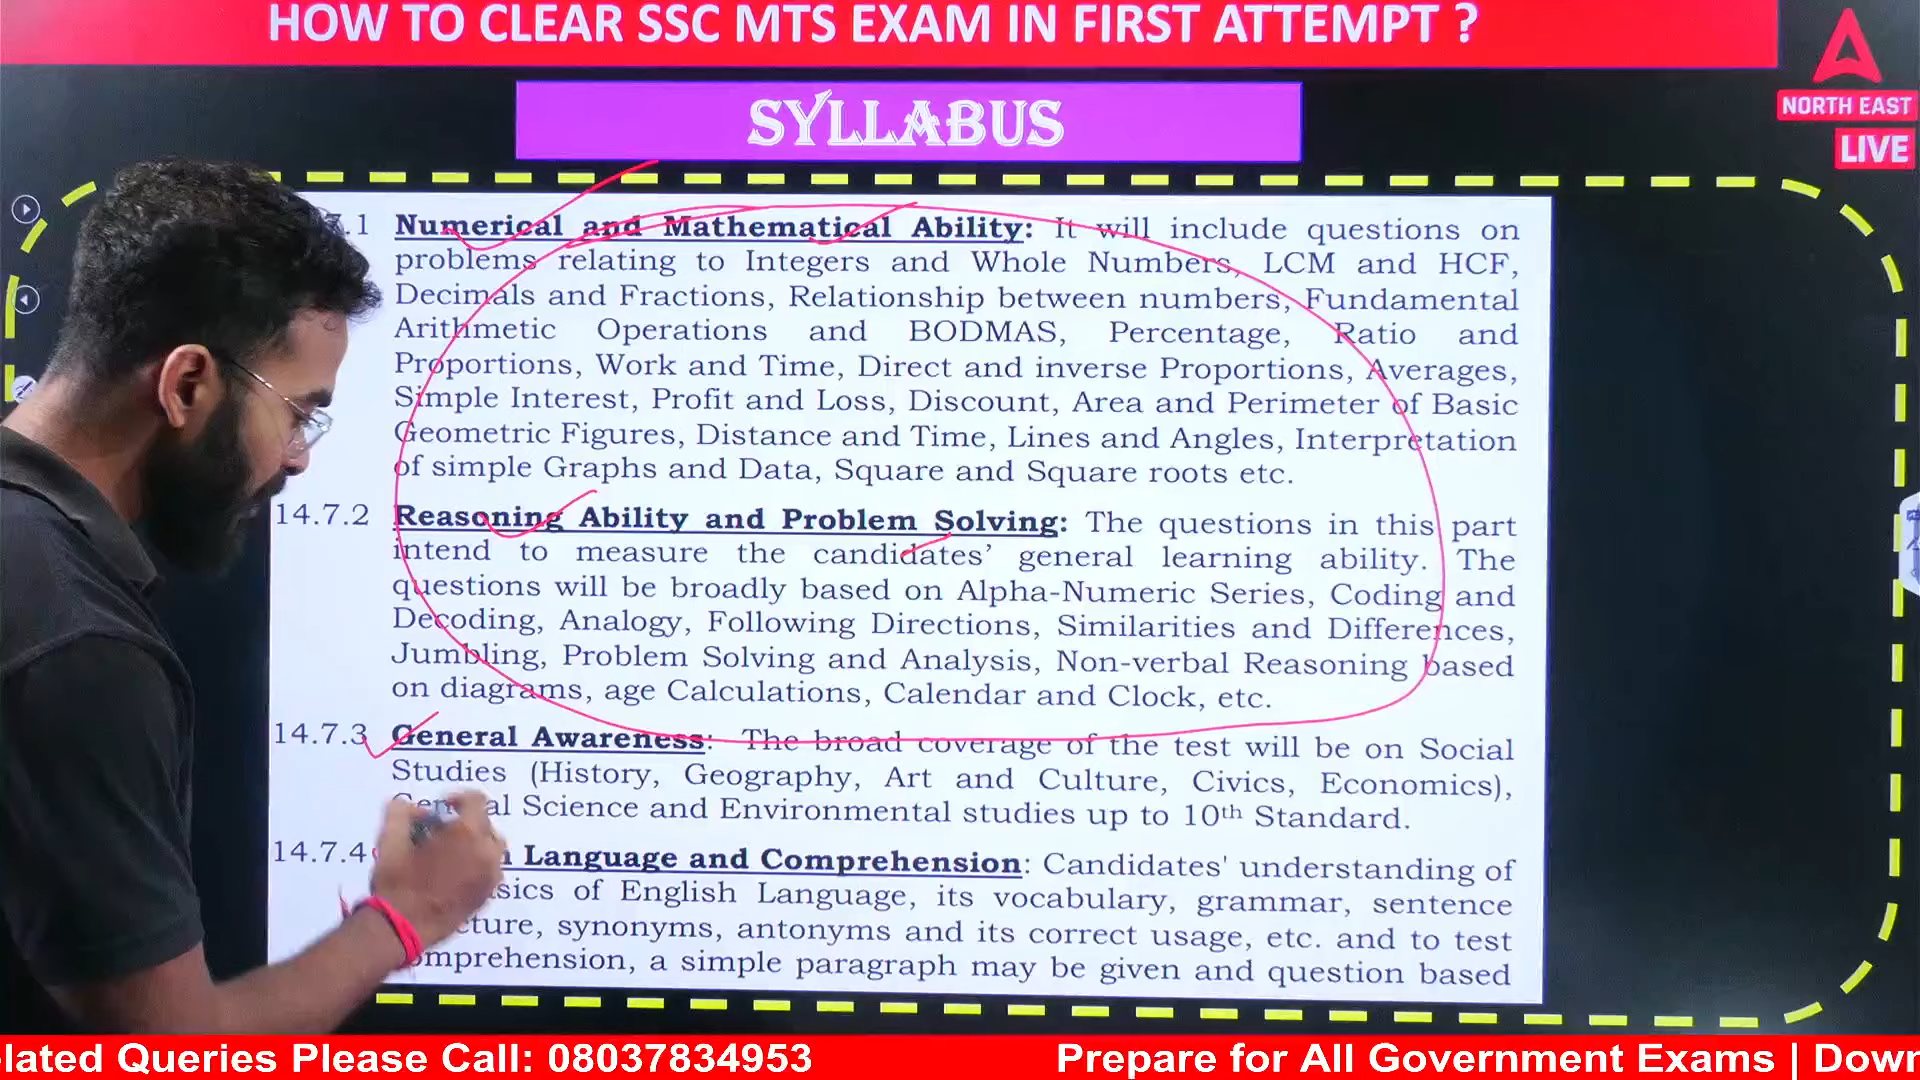 HOW TO CLEAR SSC MTS EXAM IN FIRST ATTEMPT ?
NORTH EAST
LIVE
SYLLABUS
.1 Numerical and Mathematical Ability: It will include questions on
problems relating to Integers and Whole Numbers, LCM and HCF,
Decimals and Fractions, Relationship between numbers, Fundamental
Arithmetic Operations and BODMAS, Percentage, Ratio and
Proportions, Work and Time, Direct and inverse Proportions, Averages,
Simple Interest, Profit and Loss, Discount, Area and Perimeter of Basic
Geometric Figures, Distance and Time, Lines and Angles, Interpretation
of simple Graphs and Data, Square and Square roots etc.
14.7.2 Reasoning Ability and Problem Solving: The questions in this part
intend to measure the candidates’ general learning ability. The
questions will be broadly based on Alpha-Numeric Series, Coding and
Decoding, Analogy, Following Directions, Similarities and Differences,
Jumbling, Problem Solving and Analysis, Non-verbal Reasoning based
on diagrams, age Calculations, Calendar and Clock, etc.
14.7.3 General Awareness: The broad coverage of the test will be on Social
Studies (History, Geography, Art and Culture, Civics, Economics),
Science and Environmental studies up to 10th Standard.
14.7.4 Language and Comprehension: Candidates' understanding of
of English Language, its vocabulary, grammar, sentence
synonyms, antonyms and its correct usage, etc. and to test
omprehension, a simple paragraph may be given and question based
lated Queries Please Call: 08037834953 Prepare for All Government Exams | Dow